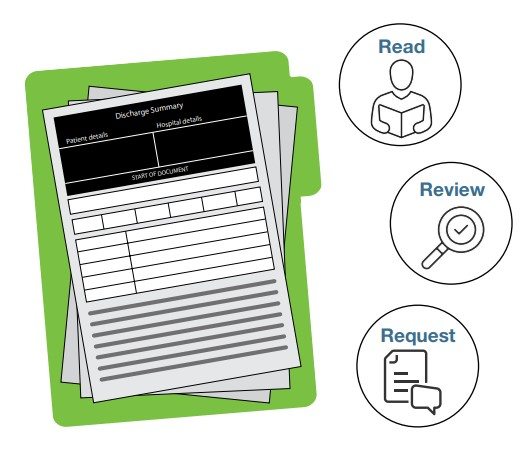 Discharge Summary
Patient details
Hospital details
START OF DOCUMENT
Read
Review
Request